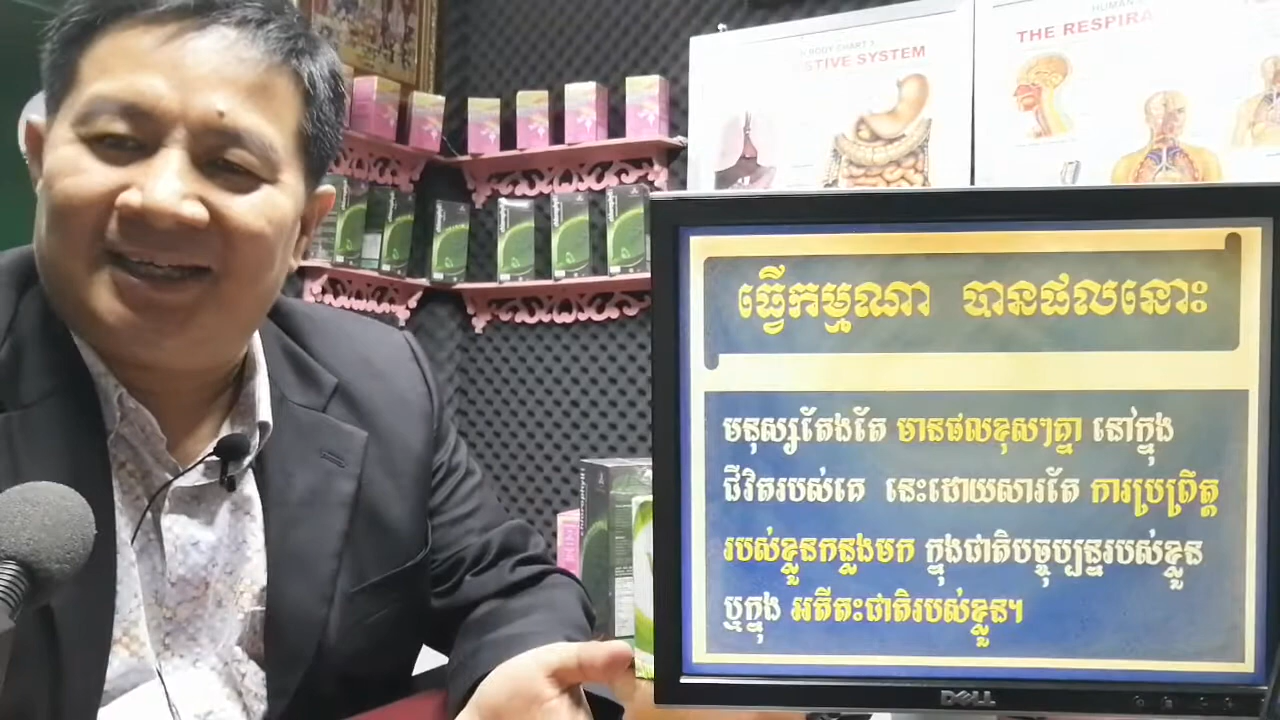 BODY CHART 3
STIVE SYSTEM
HUMAN
THE RESPIRA
ធ្វើកម្មណា បានផលនោះ
មនុស្សតែងតែ មានផលខុសៗគ្នា នៅក្នុង
ជីវិតរបស់គេ នេះដោយសារតែ ការប្រព្រឹត្ត
របស់ខ្លួនកន្លងមក ក្នុងជាតិបច្ចុប្បន្នរបស់ខ្លួន
ឬក្នុង អតីតៈជាតិរបស់ខ្លួន។
chlorophyll
DELL